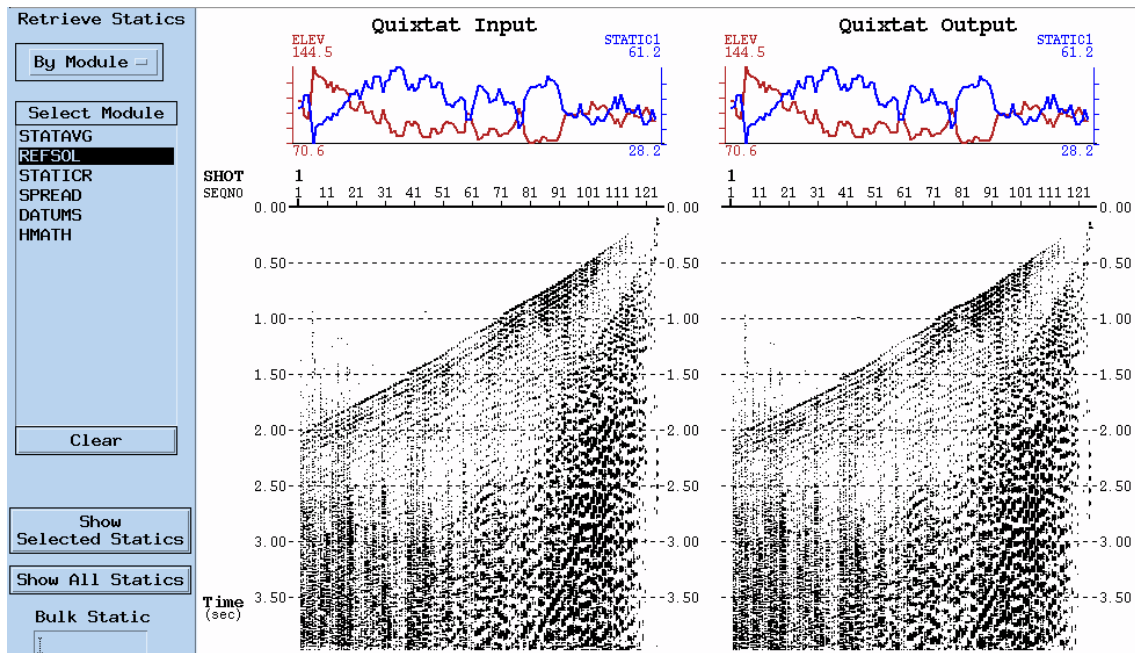 Retrieve Statics
By Module
Select Module
STATAVG
REFSOL
STATICR
SPREAD
DATUMS
HMATH
Clear
Show
Selected Statics
Show All Statics
Bulk Static
Quixtat Input
ELEV STATIC1
144.5 61.2
70.6 28.2
SHOT 1
SEQNO 1 11 21 31 41 51 61 71 81 91 101 111 121
0.00 0.00
0.50 0.50
1.00 1.00
1.50 1.50
2.00 2.00
2.50 2.50
3.00 3.00
3.50 3.50
Time
(sec)
Quixtat Output
ELEV STATIC1
144.5 61.2
70.6 28.2
1
1 11 21 31 41 51 61 71 81 91 101 111 121
0.00
0.50
1.00
1.50
2.00
2.50
3.00
3.50